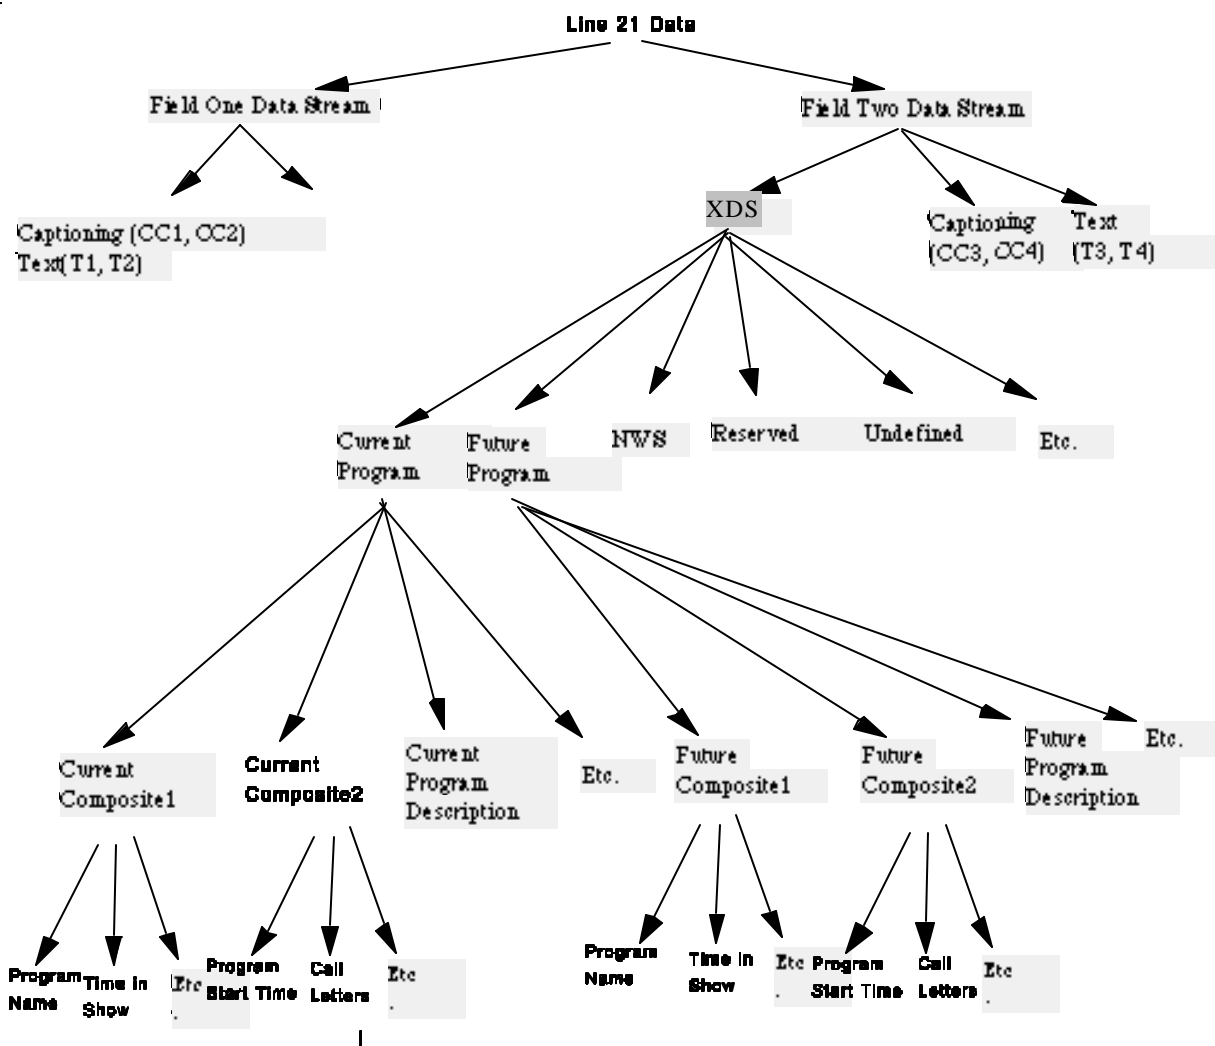 Line 21 Data
Field One Data Stream
Field Two Data Stream
XDS
Captioning (CC1, CC2)
Text(T1, T2)
Captioning
(CC3, CC4)
Text
(T3, T4)
Current
Program
Future
Program
NWS
Reserved
Undefined
Etc.
Current
Composite1
Current
Composite2
Current
Program
Description
Etc.
Future
Composite1
Future
Composite2
Future
Program
Description
Etc.
Program
Name
Time in
Show
Etc
.
Program
Start Time
Call
Letters
Etc
.
Program
Name
Time in
Show
Etc
.
Program
Start Time
Call
Letters
Etc
.